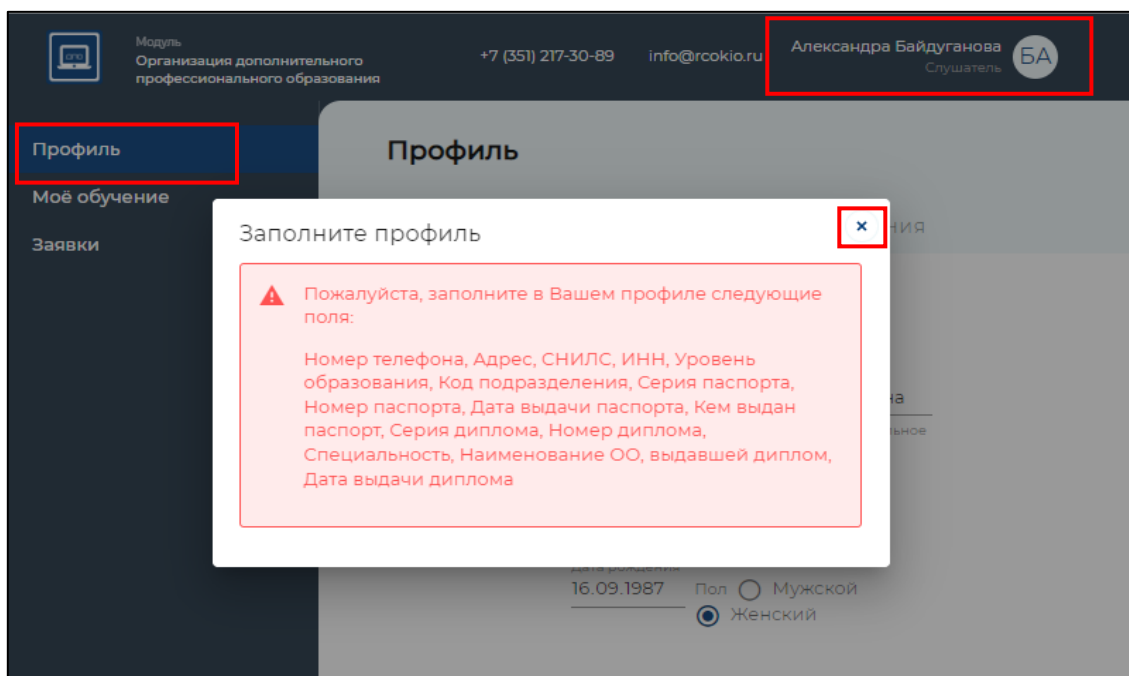 Модуль
Организация дополнительного
профессионального образования
+7 (351) 217-30-89
info@rcokio.ru
Александра Байдуганова
Слушатель
БА
Профиль
Моё обучение
Заявки
Профиль
Заполните профиль
Пожалуйста, заполните в Вашем профиле следующие
поля:
Номер телефона, Адрес, СНИЛС, ИНН, Уровень
образования, Код подразделения, Серия паспорта,
Номер паспорта, Дата выдачи паспорта, Кем выдан
паспорт, Серия диплома, Номер диплома,
Специальность, Наименование ОО, выдавшей диплом,
Дата выдачи диплома
Дата рождения
16.09.1987 Пол Мужской
Женский